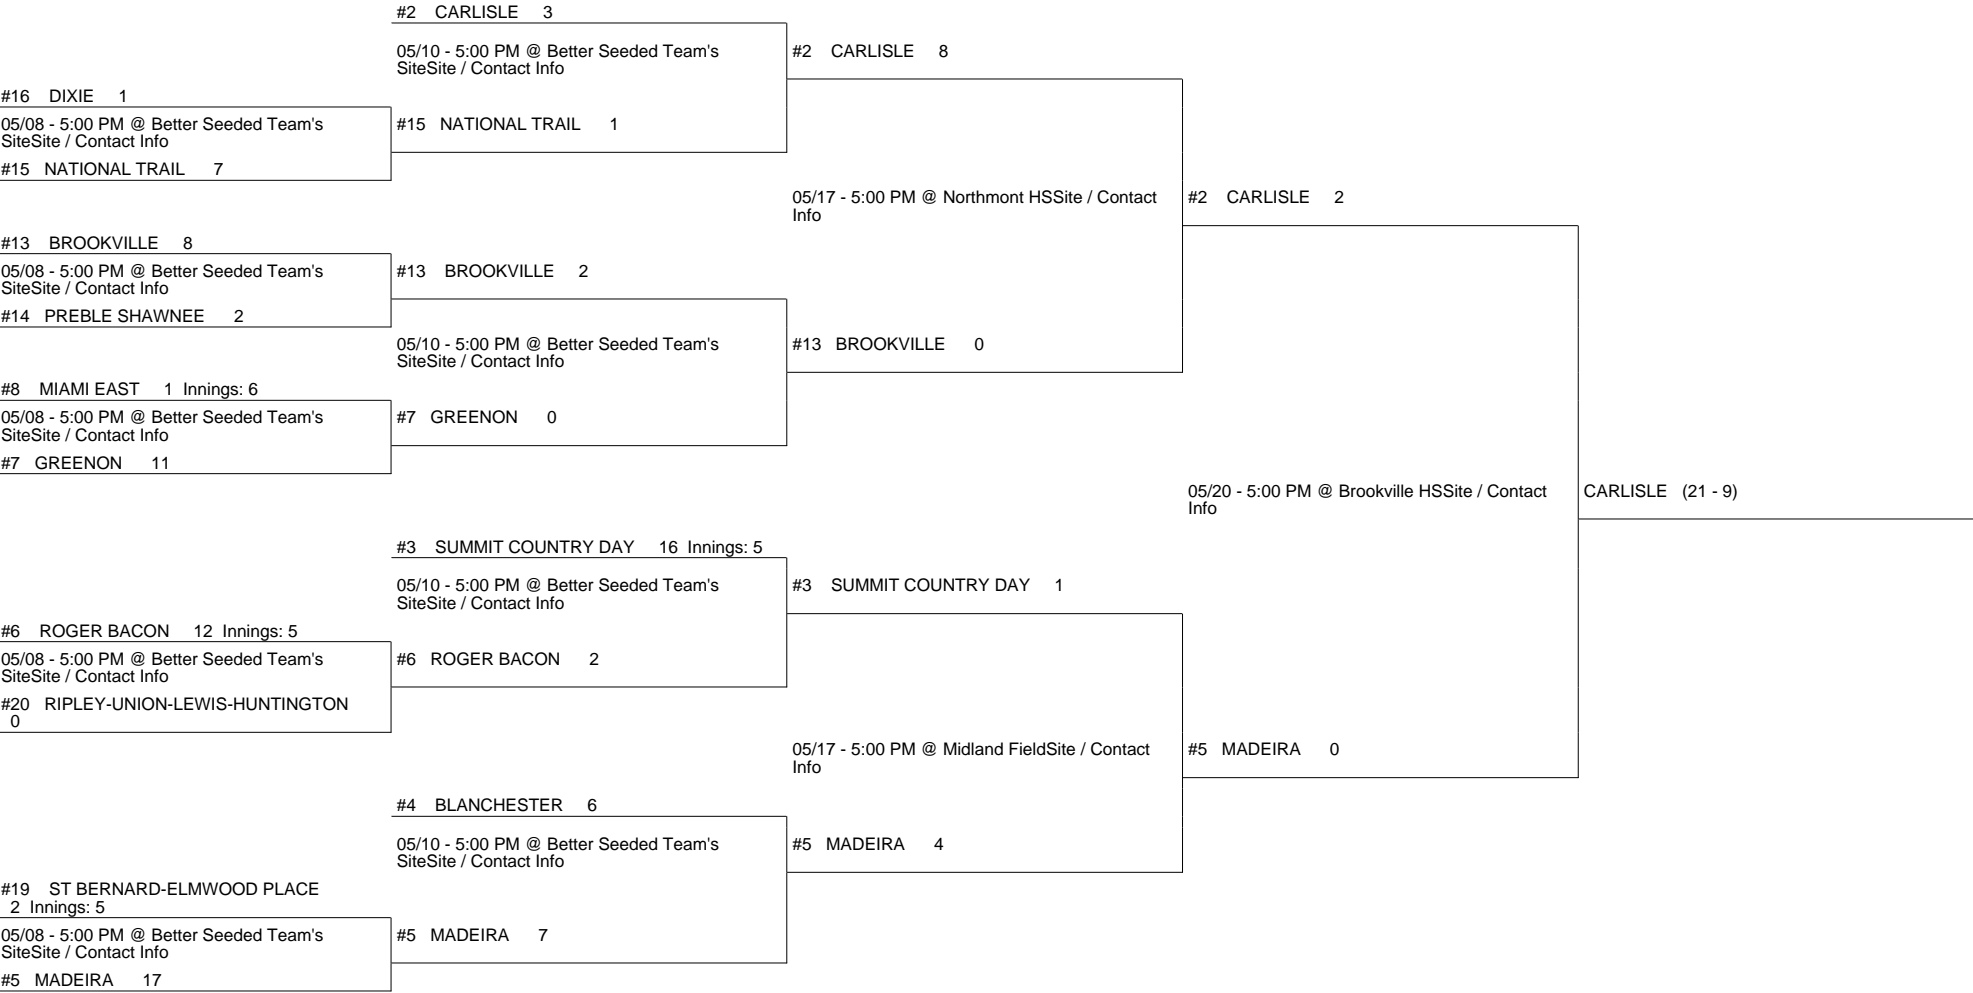 #2 CARLISLE 3
05/10 - 5:00 PM @ Better Seeded Team's
SiteSite / Contact Info
#2 CARLISLE 8
#16 DIXIE 1
05/08 - 5:00 PM @ Better Seeded Team's
SiteSite / Contact Info
#15 NATIONAL TRAIL 1
#15 NATIONAL TRAIL 7
05/17 - 5:00 PM @ Northmont HSSite / Contact
Info
#2 CARLISLE 2
#13 BROOKVILLE 8
05/08 - 5:00 PM @ Better Seeded Team's
SiteSite / Contact Info
#13 BROOKVILLE 2
#14 PREBLE SHAWNEE 2
05/10 - 5:00 PM @ Better Seeded Team's
SiteSite / Contact Info
#13 BROOKVILLE 0
#8 MIAMI EAST 1 Innings: 6
05/08 - 5:00 PM @ Better Seeded Team's
SiteSite / Contact Info
#7 GREENON 0
#7 GREENON 11
05/20 - 5:00 PM @ Brookville HSSite / Contact
Info
CARLISLE (21 - 9)
#3 SUMMIT COUNTRY DAY 16 Innings: 5
05/10 - 5:00 PM @ Better Seeded Team's
SiteSite / Contact Info
#3 SUMMIT COUNTRY DAY 1
#6 ROGER BACON 12 Innings: 5
05/08 - 5:00 PM @ Better Seeded Team's
SiteSite / Contact Info
#6 ROGER BACON 2
#20 RIPLEY-UNION-LEWIS-HUNTINGTON
0
05/17 - 5:00 PM @ Midland FieldSite / Contact
Info
#5 MADEIRA 0
#4 BLANCHESTER 6
05/10 - 5:00 PM @ Better Seeded Team's
SiteSite / Contact Info
#5 MADEIRA 4
#19 ST BERNARD-ELMWOOD PLACE
2 Innings: 5
05/08 - 5:00 PM @ Better Seeded Team's
SiteSite / Contact Info
#5 MADEIRA 7
#5 MADEIRA 17